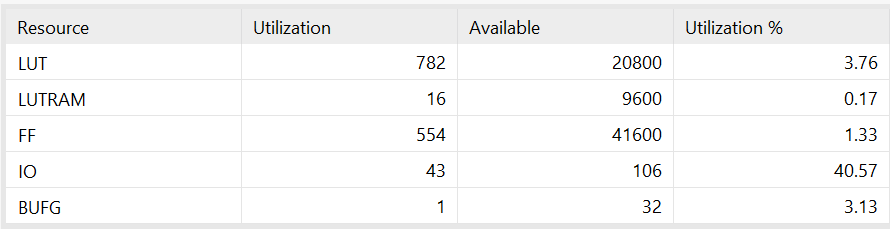 Resource Utilization Available Utilization %
LUT 782 20800 3.76
LUTRAM 16 9600 0.17
FF 554 41600 1.33
IO 43 106 40.57
BUFG 1 32 3.13